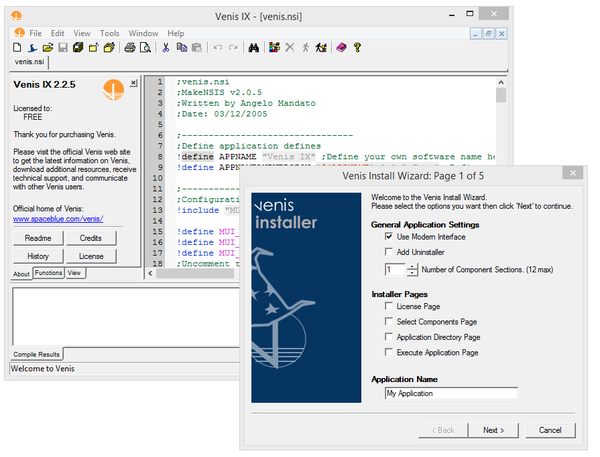 Venis IX - [venis.nsi]
File Edit View Tools Window Help
venis.nsi
Venis IX 2.2.5
Licensed to:
FREE
Thank you for purchasing Venis.
Please visit the official Venis web site
to get the latest information on Venis,
download additional resources, receive
technical support, and communicate
with other Venis users.
Official home of Venis:
www.spaceblue.com/venis/
Readme Credits
History License
About Functions View
1 ;venis.nsi
2 ;MakeNSIS v2.0.5
3 ;Written by Angelo Mandato
4 ;Date: 03/12/2005
5
6 ;---------------------------------
7 ;Define application defines
8 !define APPNAME "Venis IX" ;Define your own software name he
9 !define
10
11
12 ;Configurati
13 !include "MU
14
15 !define MUI_
16 !define MUI_
17 !define MUI_
18 ;Uncomment t
Compile Results
Welcome to Venis
Venis Install Wizard: Page 1 of 5
venis
installer
Welcome to the Venis Install Wizard.
Please select the options you want then click 'Next' to continue.
General Application Settings
Use Modern Interface
Add Uninstaller
1 Number of Component Sections. (12 max)
Installer Pages
License Page
Select Components Page
Application Directory Page
Execute Application Page
Application Name
My Application
< Back Next > Cancel